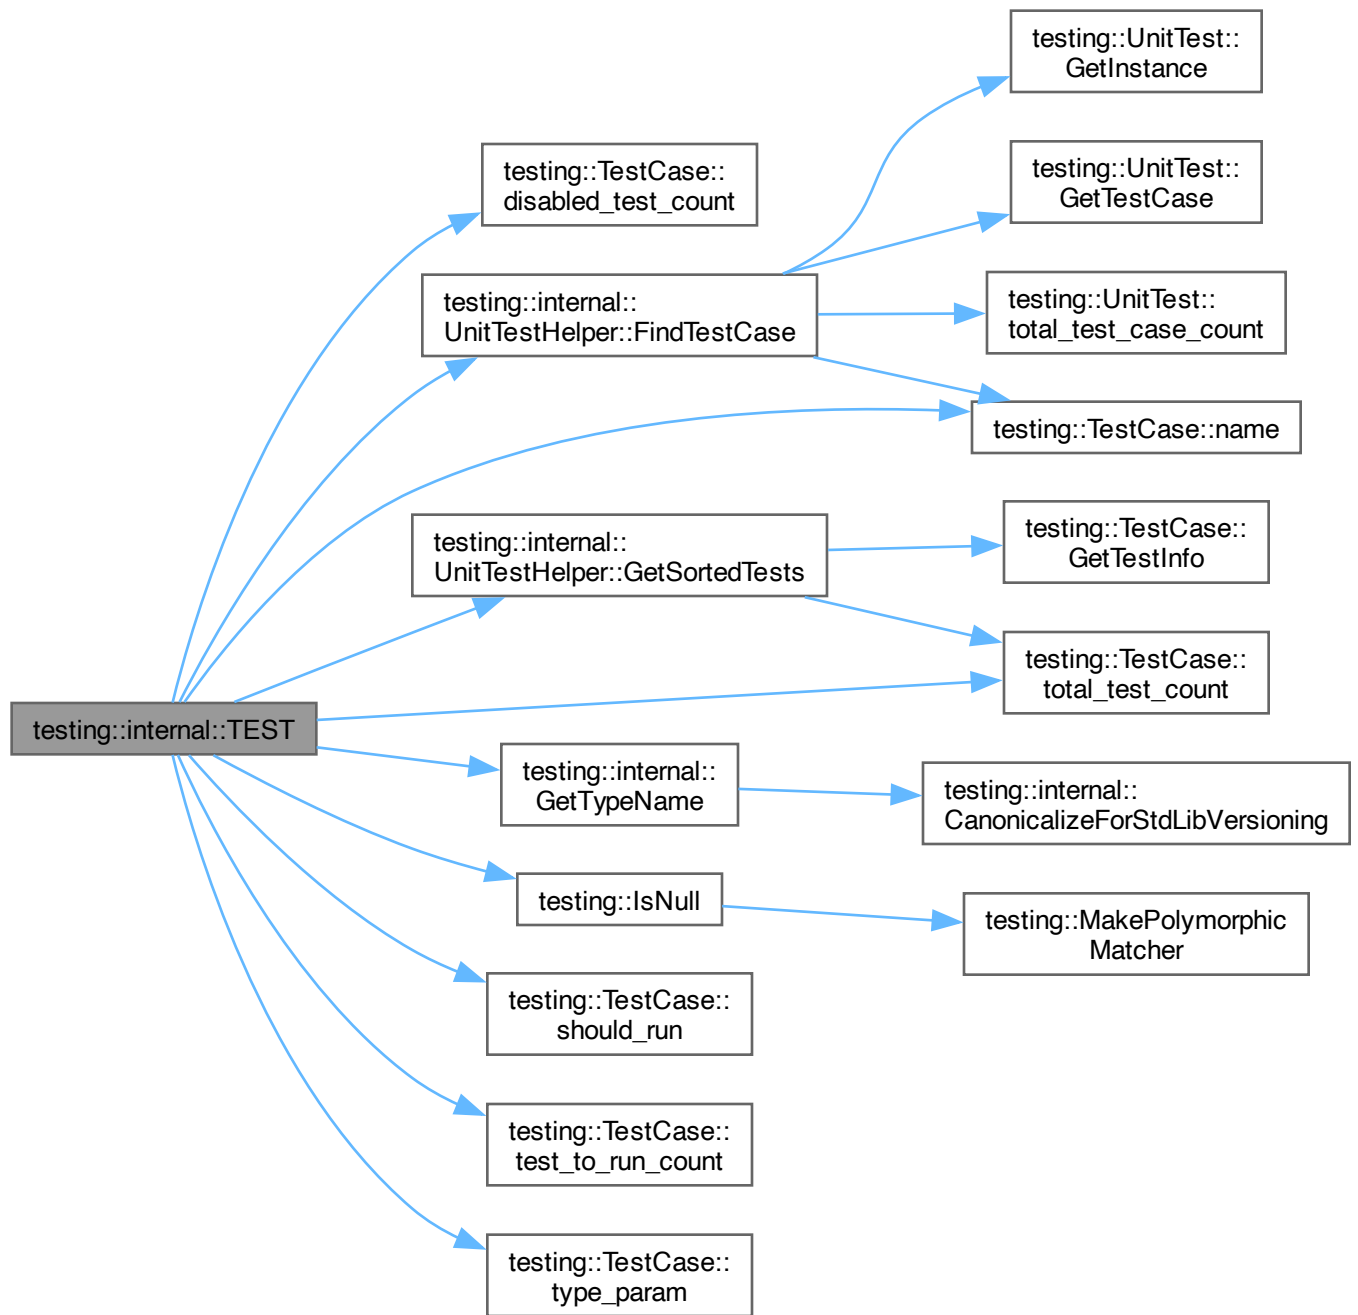 testing::internal::TEST
testing::TestCase::
disabled_test_count
testing::internal::
UnitTestHelper::FindTestCase
testing::UnitTest::
GetInstance
testing::UnitTest::
GetTestCase
testing::UnitTest::
total_test_case_count
testing::TestCase::name
testing::internal::
UnitTestHelper::GetSortedTests
testing::TestCase::
GetTestInfo
testing::TestCase::
total_test_count
testing::internal::
GetTypeName
testing::internal::
CanonicalizeForStdLibVersioning
testing::IsNull
testing::MakePolymorphic
Matcher
testing::TestCase::
should_run
testing::TestCase::
test_to_run_count
testing::TestCase::
type_param